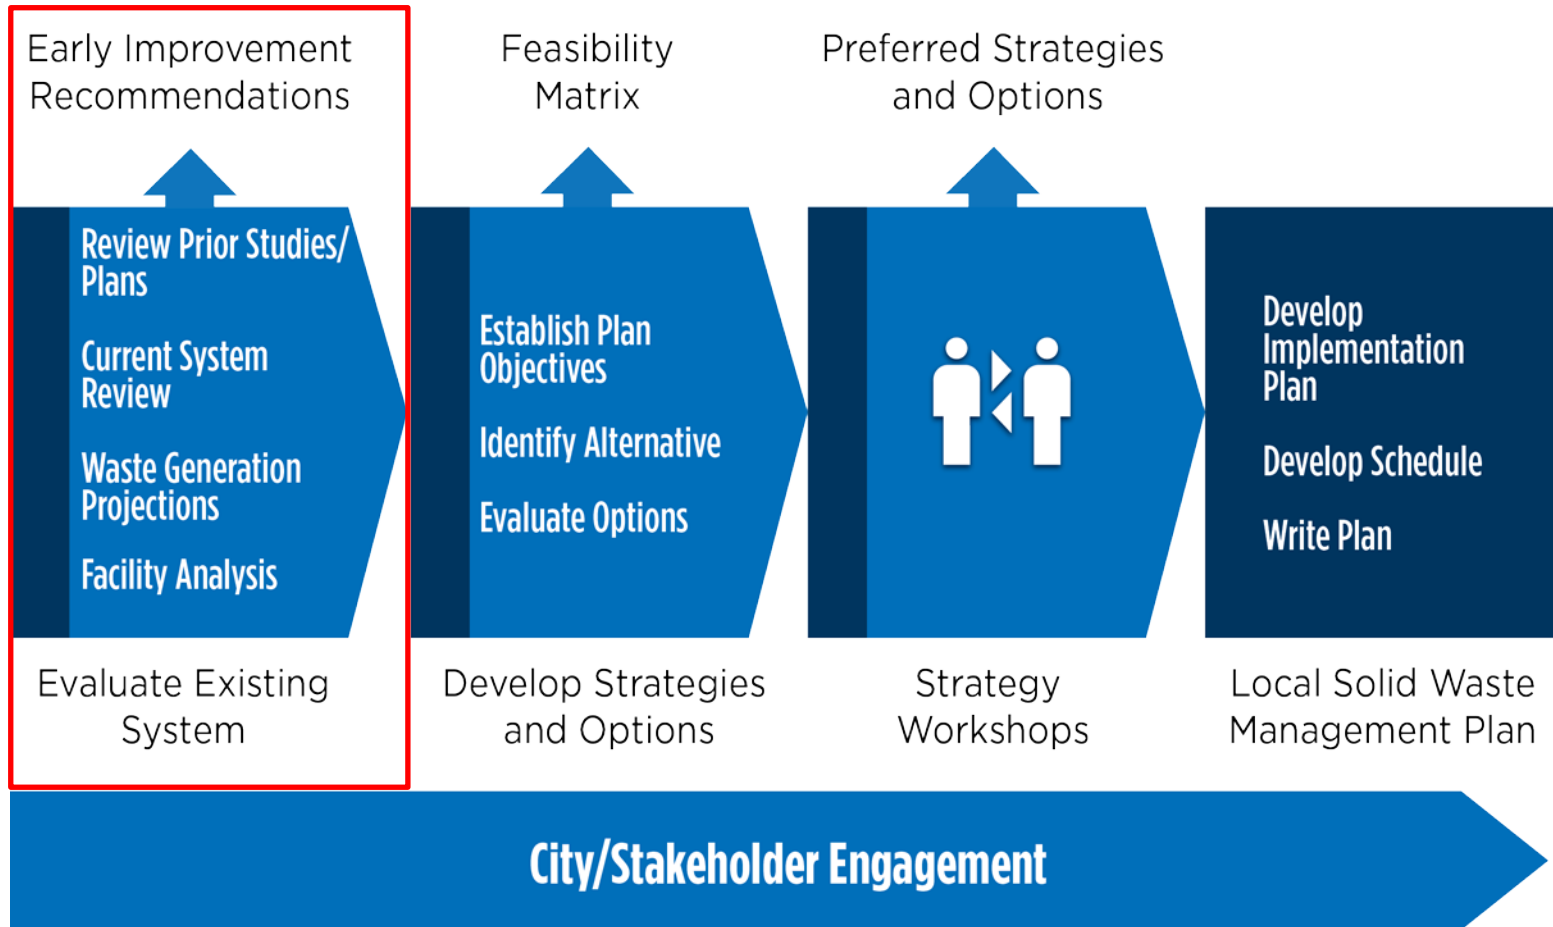 Early Improvement
Recommendations
Review Prior Studies/
Plans
Current System
Review
Waste Generation
Projections
Facility Analysis
Evaluate Existing
System
Feasibility
Matrix
Establish Plan
Objectives
Identify Alternative
Evaluate Options
Develop Strategies
and Options
Preferred Strategies
and Options
Strategy
Workshops
Develop
Implementation
Plan
Develop Schedule
Write Plan
Local Solid Waste
Management Plan
City/Stakeholder Engagement